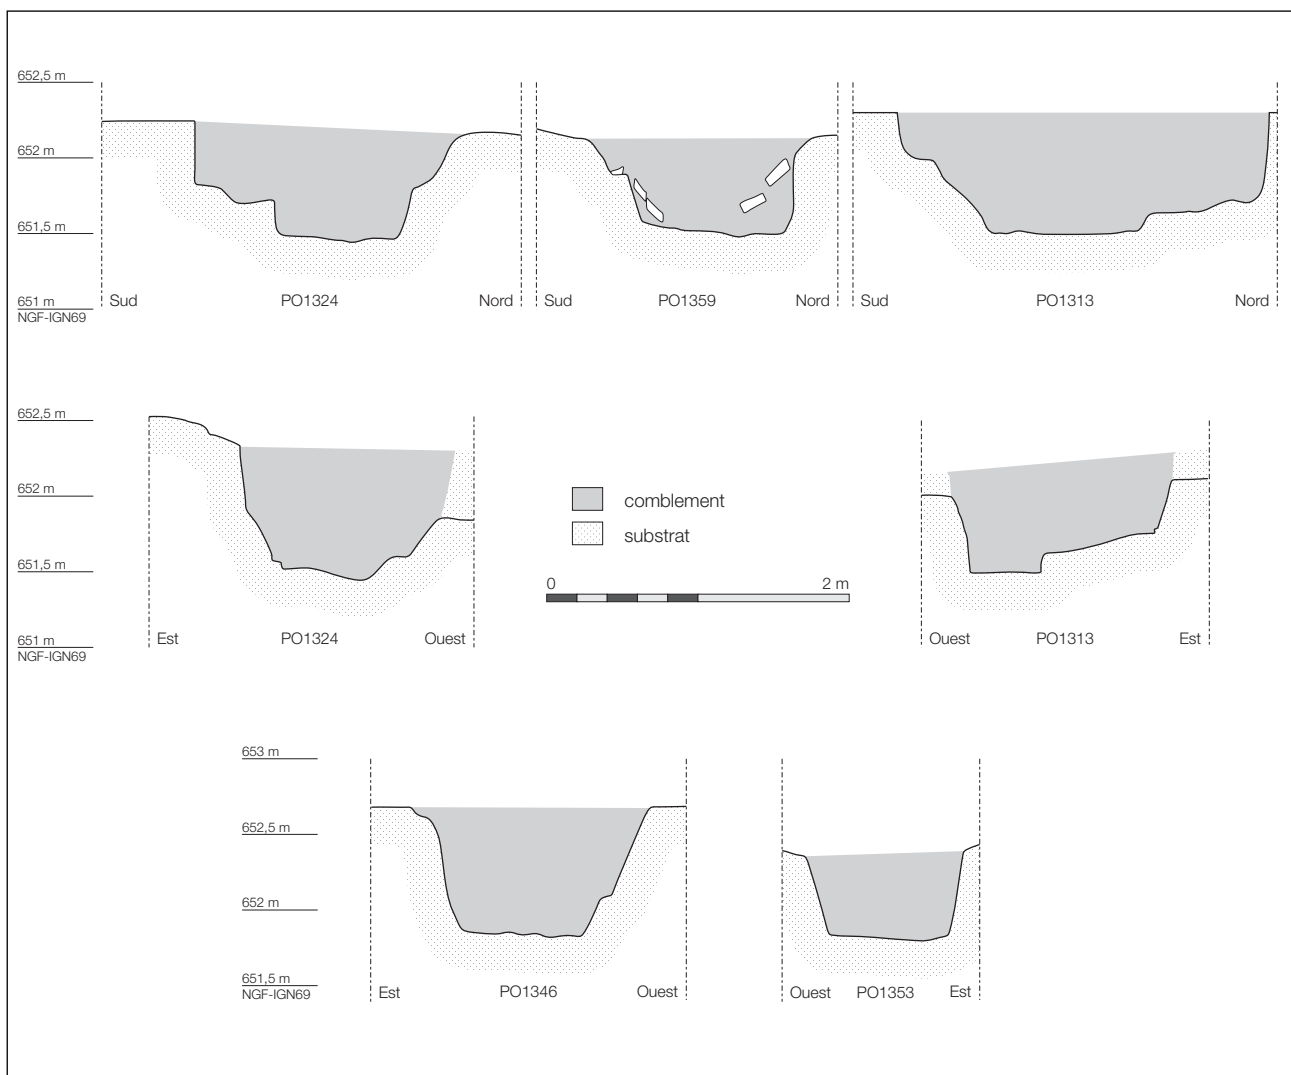 652,5 m
652 m
651,5 m
651 m
NGF-IGN69
Sud PO1324 Nord
Sud PO1359 Nord
Sud PO1313 Nord
652,5 m
652 m
651,5 m
651 m
NGF-IGN69
Est PO1324 Ouest
comblement
substrat
0 2 m
Ouest PO1313 Est
653 m
652,5 m
652 m
651,5 m
NGF-IGN69
Est PO1346 Ouest
Ouest PO1353 Est